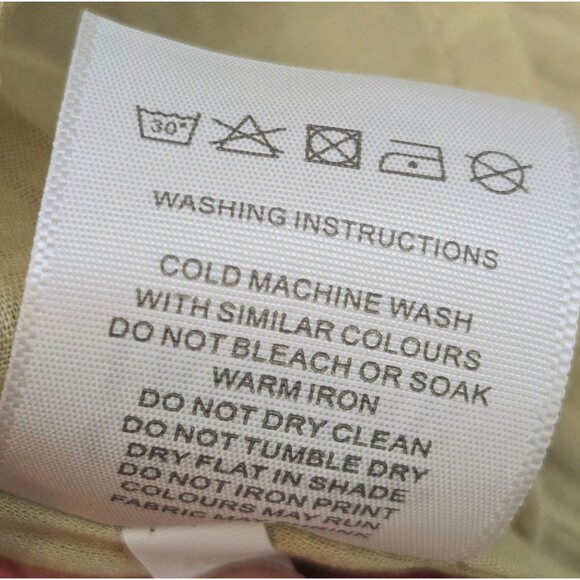 30°
WASHING INSTRUCTIONS
COLD MACHINE WASH
WITH SIMILAR COLOURS
DO NOT BLEACH OR SOAK
WARM IRON
DO NOT DRY CLEAN
DO NOT TUMBLE DRY
DRY FLAT IN SHADE
DO NOT IRON PRINT
COLOURS MAY RUN
FABRIC MAY